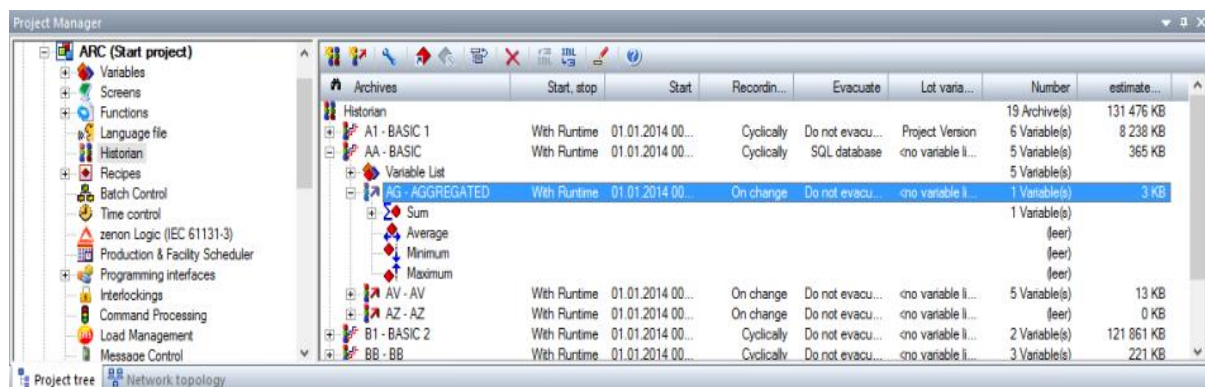 Project Manager
ARC (Start project)
Variables
Screens
Functions
Language file
Historian
Recipes
Batch Control
Time control
zenon Logic (IEC 61131-3)
Production & Facility Scheduler
Programming interfaces
Interlockings
Command Processing
Load Management
Message Control
Project tree Network topology
Archives Start, stop Start Recordin... Evacuate Lot varia... Number estimate...
Historian 19 Archive(s) 131 476 KB
A1 - BASIC 1 With Runtime 01.01.2014 00... Cyclically Do not evacu... Project Version 6 Variable(s) 8 238 KB
AA - BASIC With Runtime 01.01.2014 00... Cyclically SQL database <no variable li... 5 Variable(s) 365 KB
Variable List 5 Variable(s)
AG - AGGREGATED With Runtime 01.01.2014 00... On change Do not evacu... <no variable li... 1 Variable(s) 3 KB
Sum 1 Variable(s)
Average (leer)
Minimum (leer)
Maximum (leer)
AV - AV With Runtime 01.01.2014 00... On change Do not evacu... <no variable li... 5 Variable(s) 13 KB
AZ - AZ With Runtime 01.01.2014 00... On change Do not evacu... <no variable li... (leer) 0 KB
B1 - BASIC 2 With Runtime 01.01.2014 00... Cyclically Do not evacu... <no variable li... 2 Variable(s) 121 861 KB
BB - BB With Runtime 01.01.2014 00... Cyclically Do not evacu... <no variable li... 3 Variable(s) 221 KB